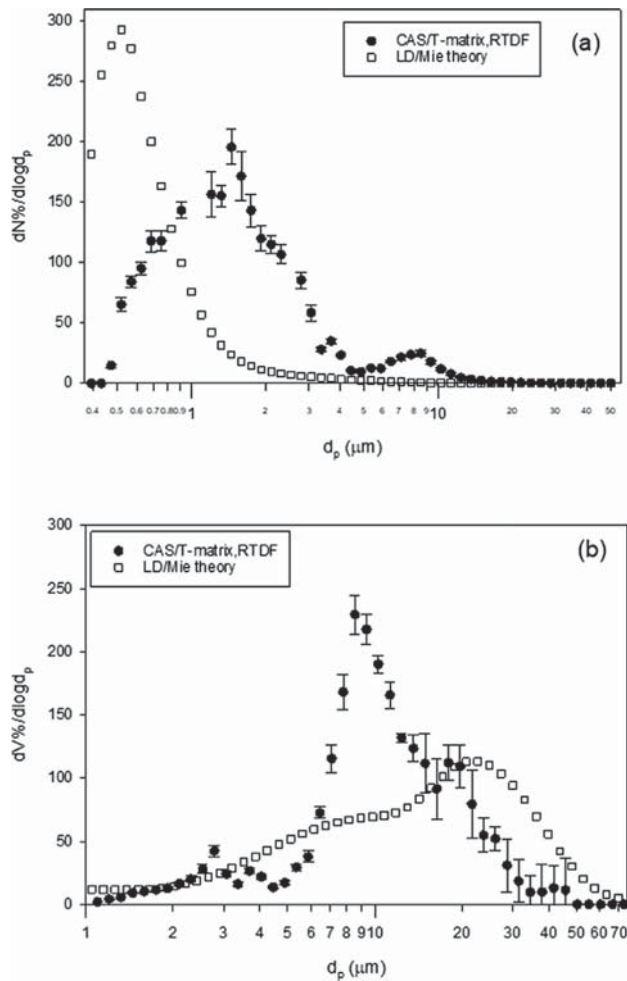 300
(a)
CAS/T-matrix,RTDF
LD/Mie theory
250
200
150
100
50
0
dN%/dlogdp
0.4 0.5 0.6 0.7 0.8 0.9 1 2 3 4 5 6 7 8 9 10 20 30 40 50
dp (μm)
300
(b)
CAS/T-matrix,RTDF
LD/Mie theory
250
200
150
100
50
0
dV%/dlogdp
1 2 3 4 5 6 7 8 9 10 20 30 40 50 60 70
dp (μm)